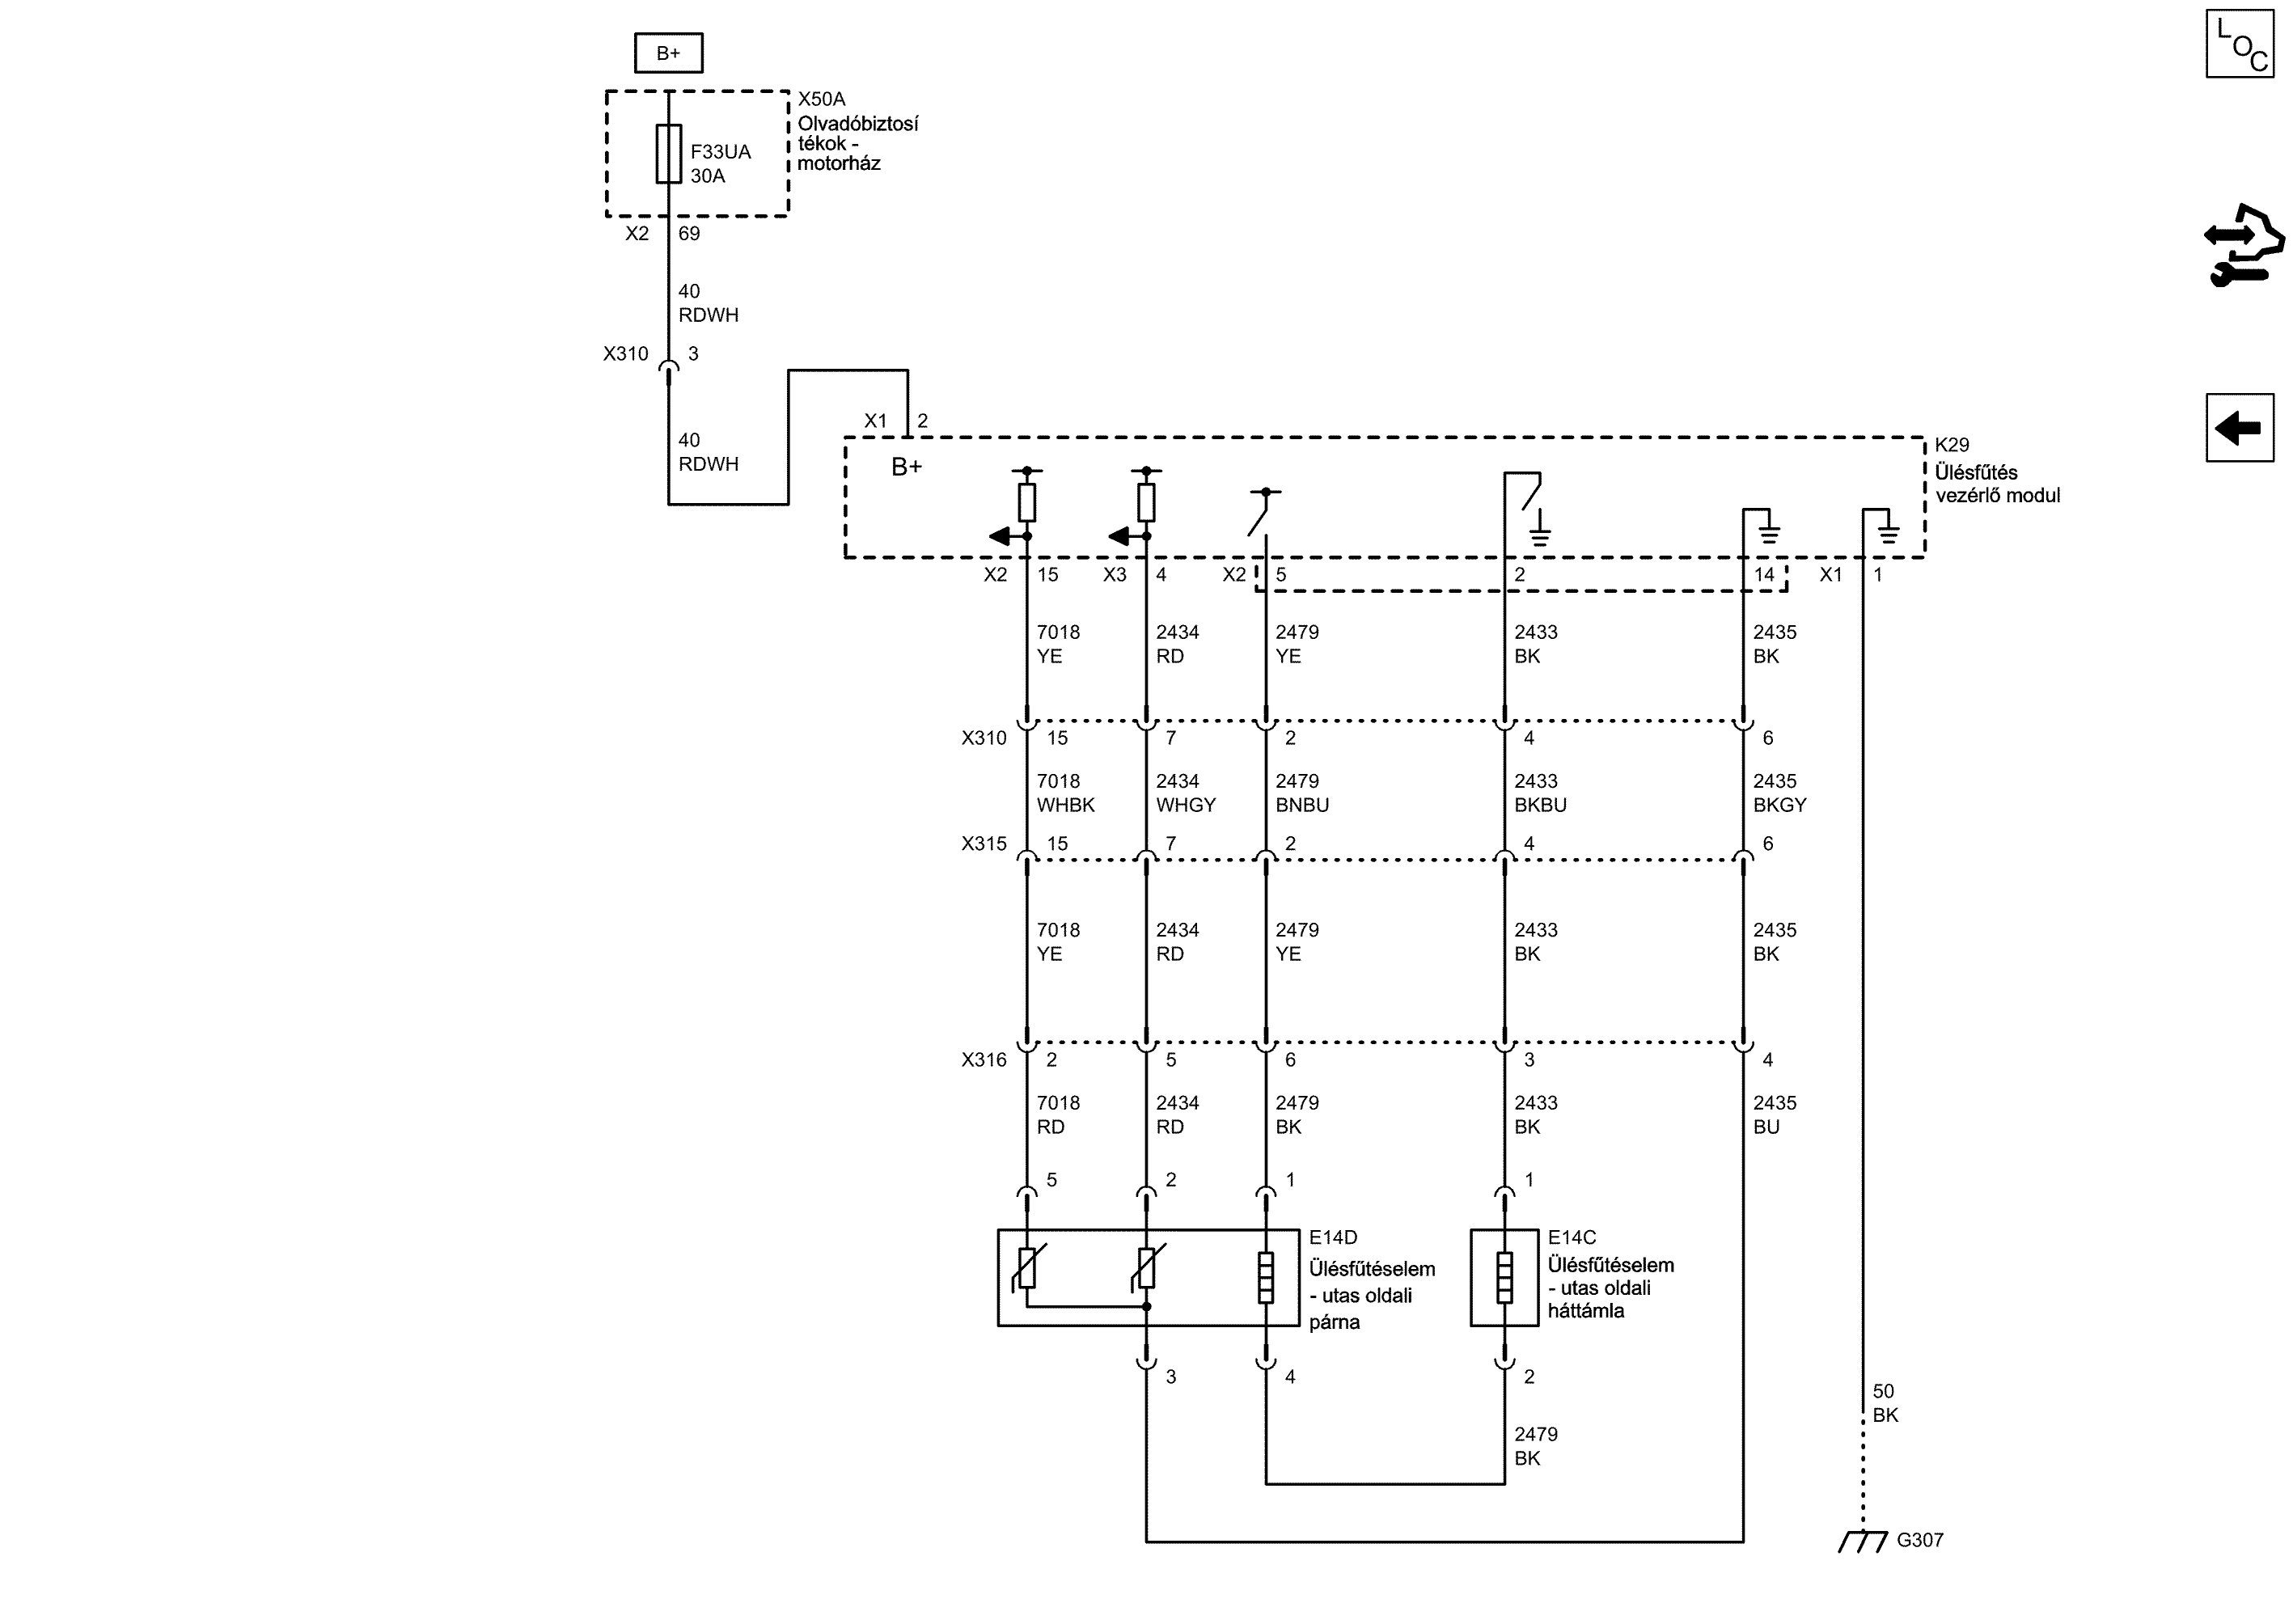 LOC
B+
X50A
Olvadóbiztosí
tékok -
motorház
F33UA
30A
X2 69
40
RDWH
X310 3
40
RDWH
X1 2
B+
K29
Ülésfűtés
vezérlő modul
X2 15 X3 4 X2 5 2 14 X1 1
7018 2434 2479 2433 2435
YE RD YE BK BK
X310 15 7 2 4 6
7018 2434 2479 2433 2435
WHBK WHGY BNBU BKBU BKGY
X315 15 7 2 4 6
7018 2434 2479 2433 2435
YE RD YE BK BK
X316 2 5 6 3 4
7018 2434 2479 2433 2435
RD RD BK BK BU
5 2 1 1
E14D
Ülésfűtéselem
- utas oldali
párna
E14C
Ülésfűtéselem
- utas oldali
háttámla
3 4 2
50
BK
2479
BK
G307